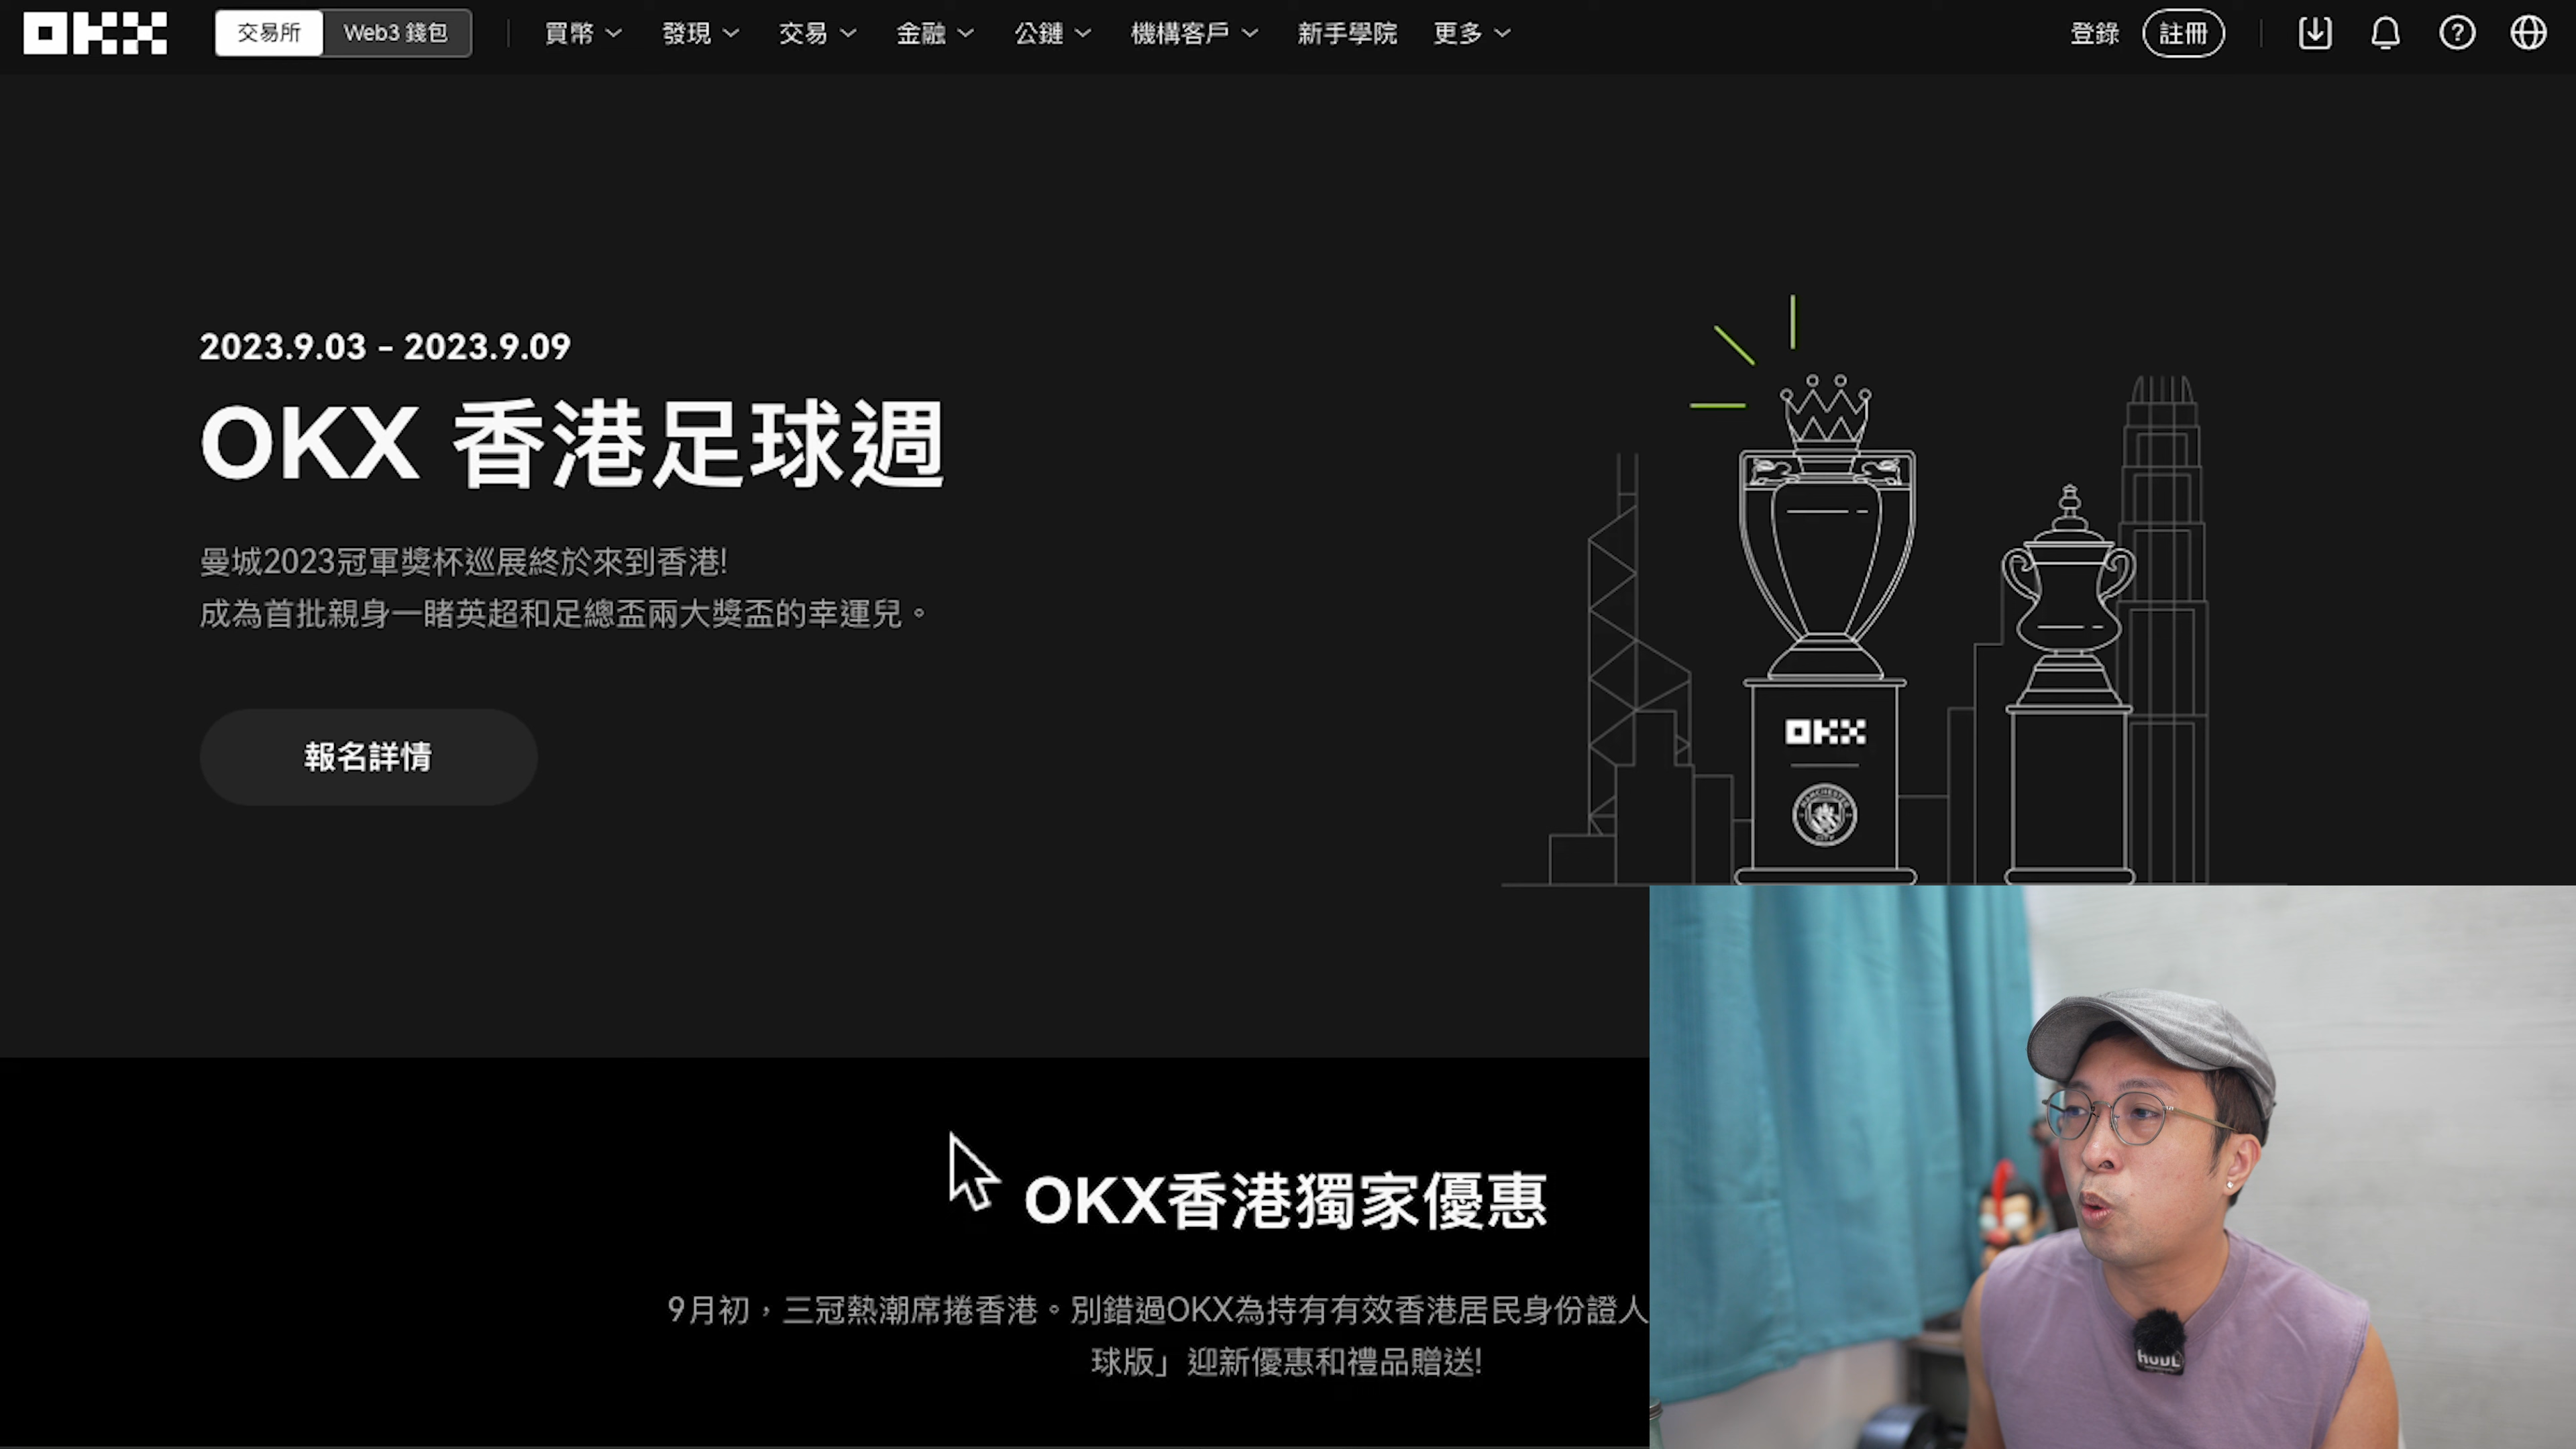 OKX
交易所
Web3 錢包
買幣
發現
交易
金融
公鏈
機構客戶
新手學院
更多
登錄
註冊
2023.9.03 – 2023.9.09
OKX 香港足球週
曼城2023冠軍獎杯巡展終於來到香港!
成為首批親身一睹英超和足總盃兩大獎盃的幸運兒。
報名詳情
OKX
MANCHESTER
CITY
OKX香港獨家優惠
9月初，三冠熱潮席捲香港。別錯過OKX為持有有效香港居民身份證人
球版」迎新優惠和禮品贈送!
HODL